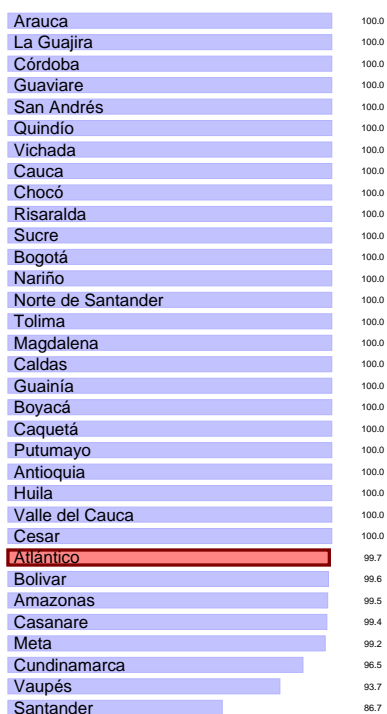 Arauca 100.0
La Guajira 100.0
Córdoba 100.0
Guaviare 100.0
San Andrés 100.0
Quindío 100.0
Vichada 100.0
Cauca 100.0
Chocó 100.0
Risaralda 100.0
Sucre 100.0
Bogotá 100.0
Nariño 100.0
Norte de Santander 100.0
Tolima 100.0
Magdalena 100.0
Caldas 100.0
Guainía 100.0
Boyacá 100.0
Caquetá 100.0
Putumayo 100.0
Antioquia 100.0
Huila 100.0
Valle del Cauca 100.0
Cesar 100.0
Atlántico 99.7
Bolivar 99.6
Amazonas 99.5
Casanare 99.4
Meta 99.2
Cundinamarca 96.5
Vaupés 93.7
Santander 86.7